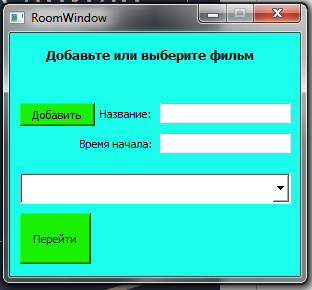 RoomWindow
Добавьте или выберите фильм
Добавить Название:
Время начала:
Перейти